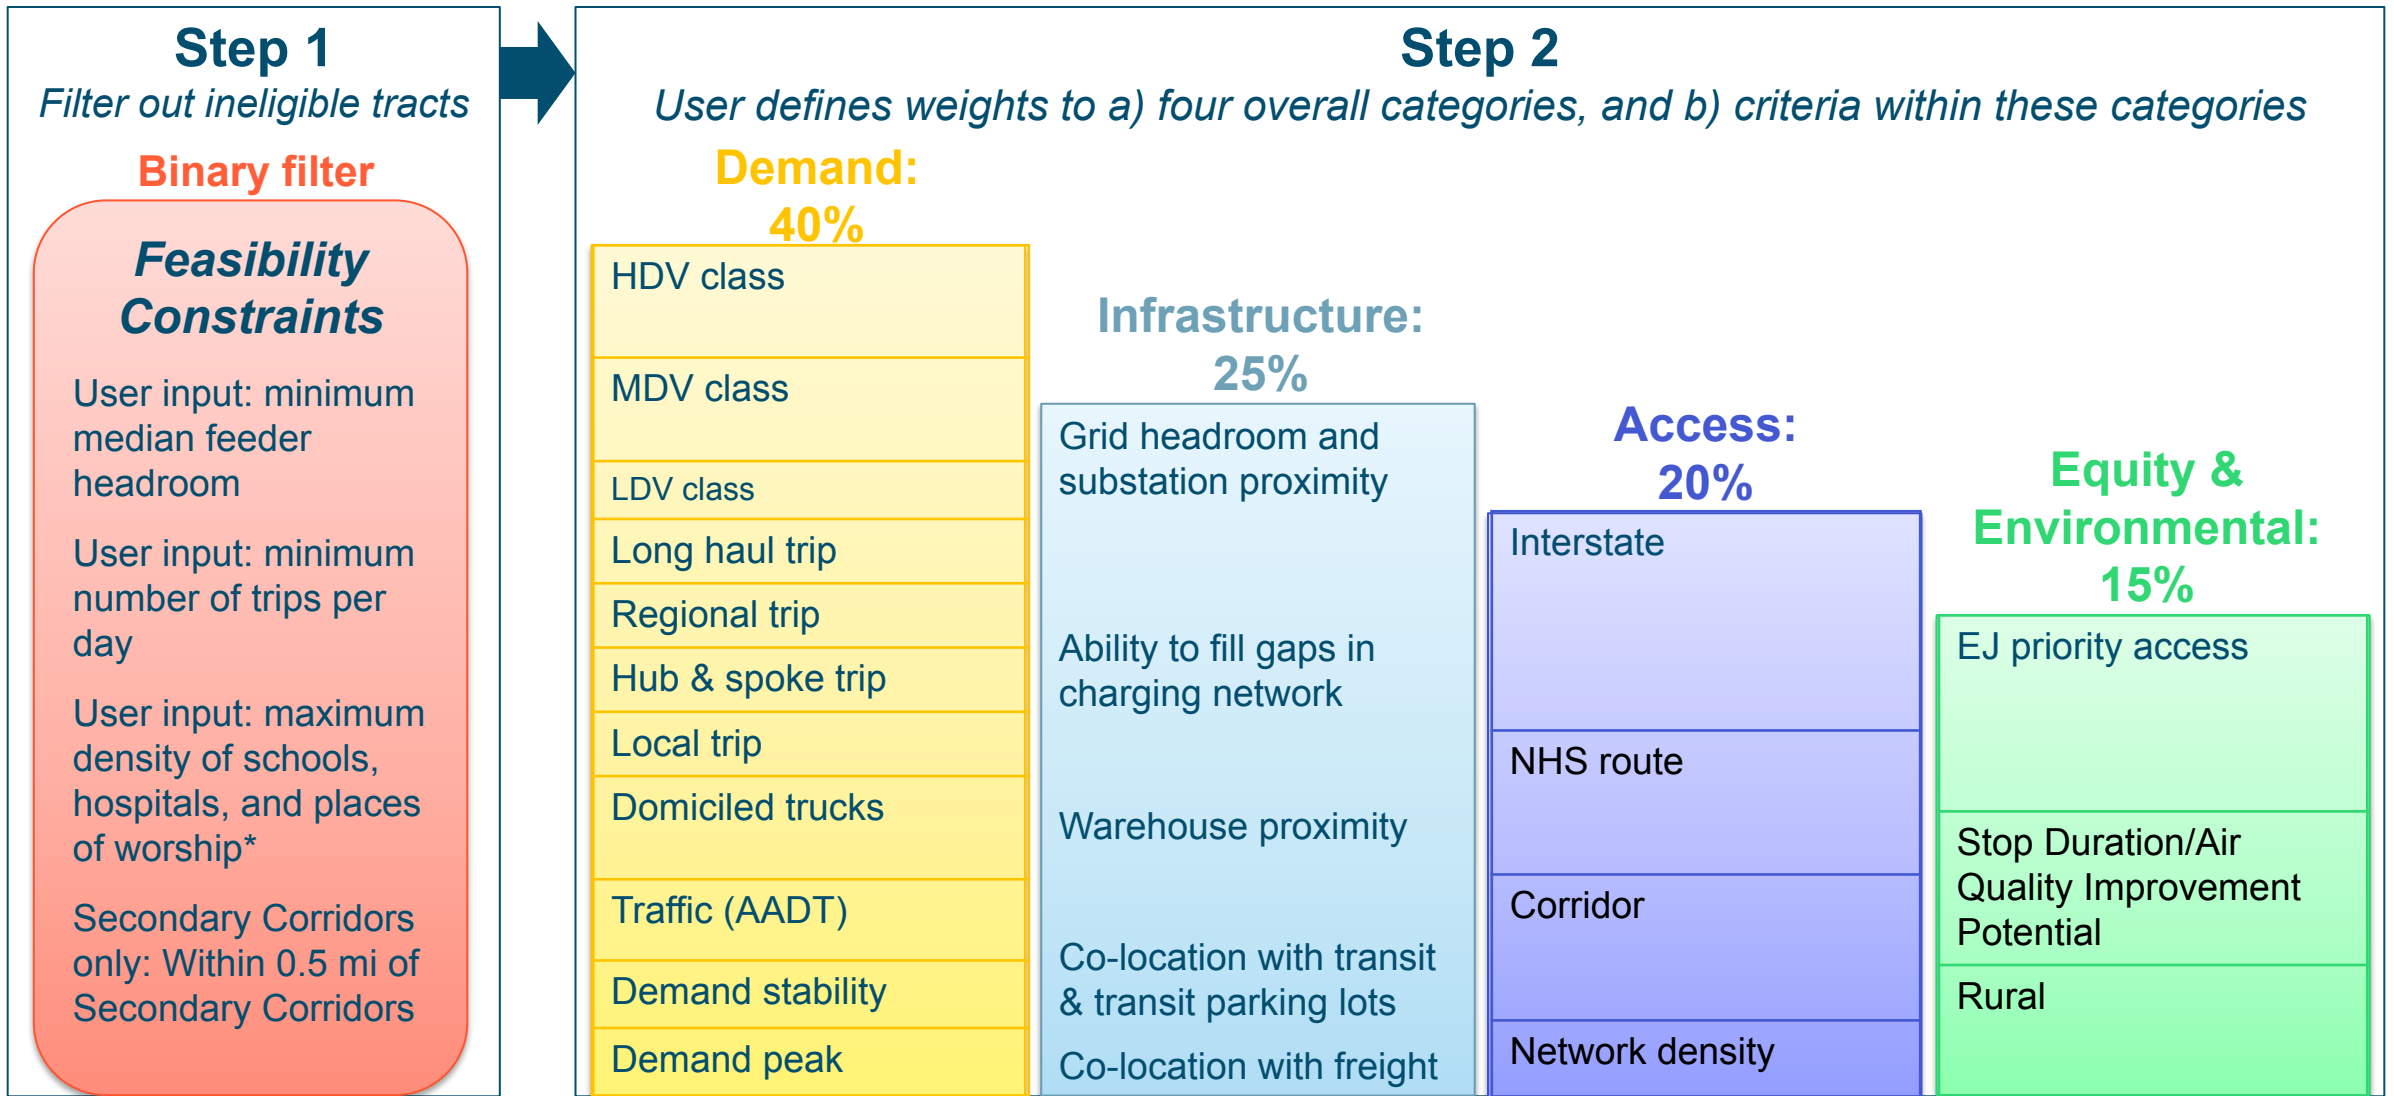 Step 1
Filter out ineligible tracts
Binary filter
Feasibility
Constraints
User input: minimum
median feeder
headroom
User input: minimum
number of trips per
day
User input: maximum
density of schools,
hospitals, and places
of worship*
Secondary Corridors
only: Within 0.5 mi of
Secondary Corridors
Step 2
User defines weights to a) four overall categories, and b) criteria within these categories
Demand:
40%
HDV class
MDV class
LDV class
Long haul trip
Regional trip
Hub & spoke trip
Local trip
Domiciled trucks
Traffic (AADT)
Demand stability
Demand peak
Infrastructure:
25%
Grid headroom and
substation proximity
Ability to fill gaps in
charging network
Warehouse proximity
Co-location with transit
& transit parking lots
Co-location with freight
Access:
20%
Interstate
NHS route
Corridor
Network density
Equity &
Environmental:
15%
EJ priority access
Stop Duration/Air
Quality Improvement
Potential
Rural